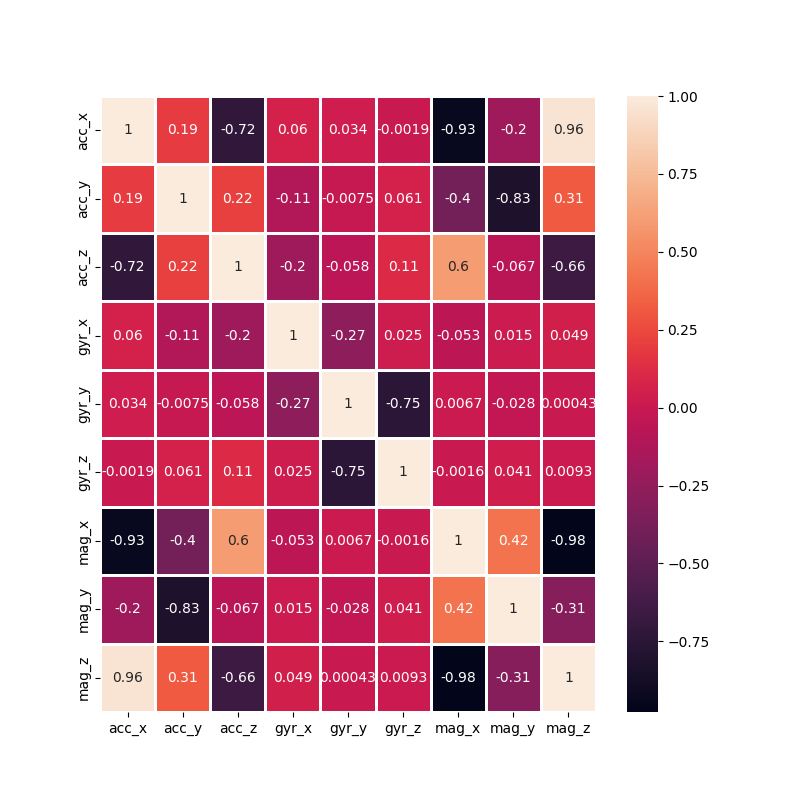 acc_x 1 0.19 -0.72 0.06 0.034 -0.0019 -0.93 -0.2 0.96
acc_y 0.19 1 0.22 -0.11 -0.0075 0.061 -0.4 -0.83 0.31
acc_z -0.72 0.22 1 -0.2 -0.058 0.11 0.6 -0.067 -0.66
gyr_x 0.06 -0.11 -0.2 1 -0.27 0.025 -0.053 0.015 0.049
gyr_y 0.034 -0.0075 -0.058 -0.27 1 -0.75 0.0067 -0.028 0.00043
gyr_z -0.0019 0.061 0.11 0.025 -0.75 1 -0.0016 0.041 0.0093
mag_x -0.93 -0.4 0.6 -0.053 0.0067 -0.0016 1 0.42 -0.98
mag_y -0.2 -0.83 -0.067 0.015 -0.028 0.041 0.42 1 -0.31
mag_z 0.96 0.31 -0.66 0.049 0.00043 0.0093 -0.98 -0.31 1
acc_x acc_y acc_z gyr_x gyr_y gyr_z mag_x mag_y mag_z
1.00
0.75
0.50
0.25
0.00
−0.25
−0.50
−0.75